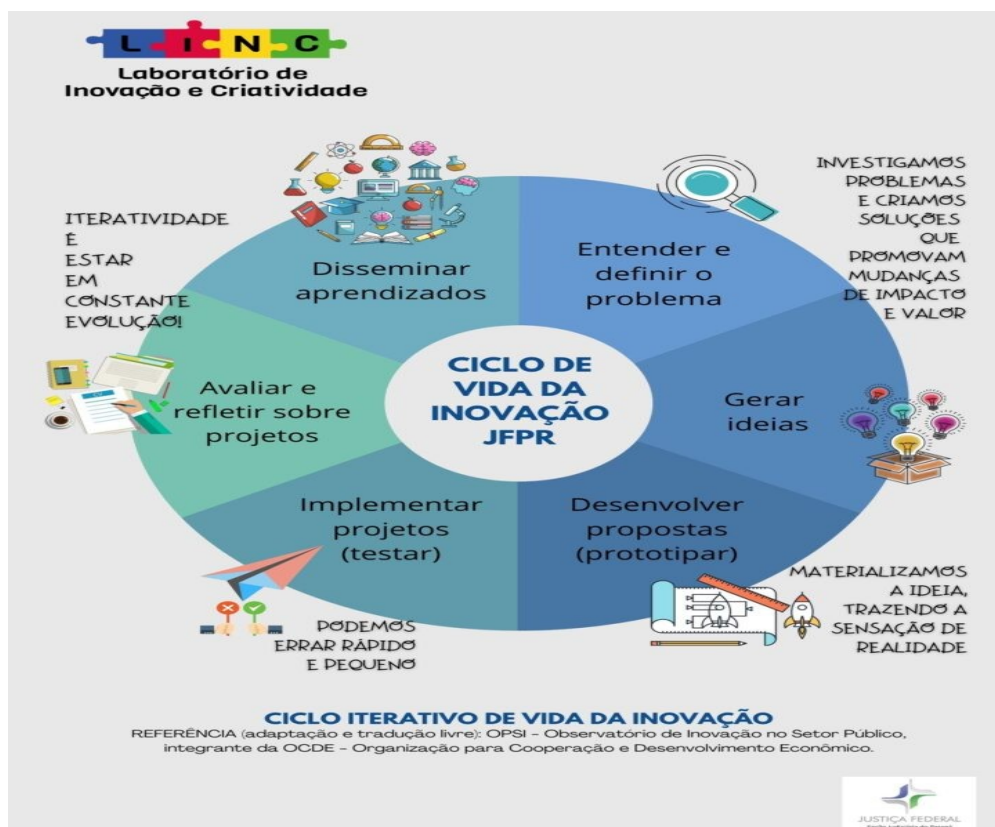 LINC
Laboratório de
Inovação e Criatividade
INVESTIGAMOS
PROBLEMAS
E CRIAMOS
SOLUÇÕES
QUE
PROMOVAM
MUDANÇAS
DE IMPACTO
E VALOR
ITERATIVIDADE
É
ESTAR
EM
CONSTANTE
EVOLUÇÃO!
Disseminar
aprendizados
Entender e
definir o
problema
Avaliar e
refletir sobre
projetos
CICLO DE
VIDA DA
INOVAÇÃO
JFPR
Gerar
ideias
Implementar
projetos
(testar)
Desenvolver
propostas
(prototipar)
MATERIALIZAMOS
A IDEIA,
TRAZENDO A
SENSAÇÃO DE
REALIDADE
PODEMOS
ERRAR RÁPIDO
E PEQUENO
CICLO ITERATIVO DE VIDA DA INOVAÇÃO
REFERÊNCIA (adaptação e tradução livre): OPSI - Observatório de Inovação no Setor Público,
integrante da OCDE - Organização para Cooperação e Desenvolvimento Econômico.
JUSTIÇA FEDERAL